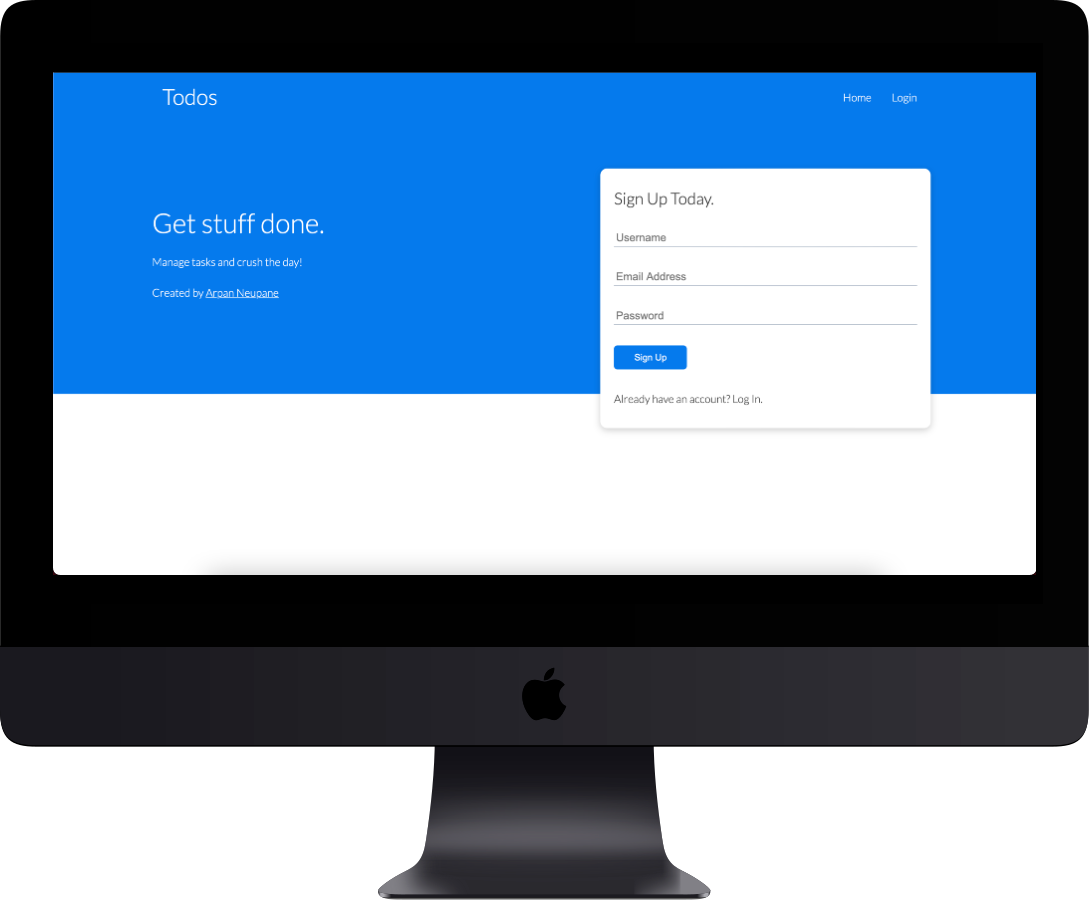 Todos
Home
Login
Get stuff done.
Manage tasks and crush the day!
Created by Arpan Neupane
Sign Up Today.
Username
Email Address
Password
Sign Up
Already have an account? Log In.